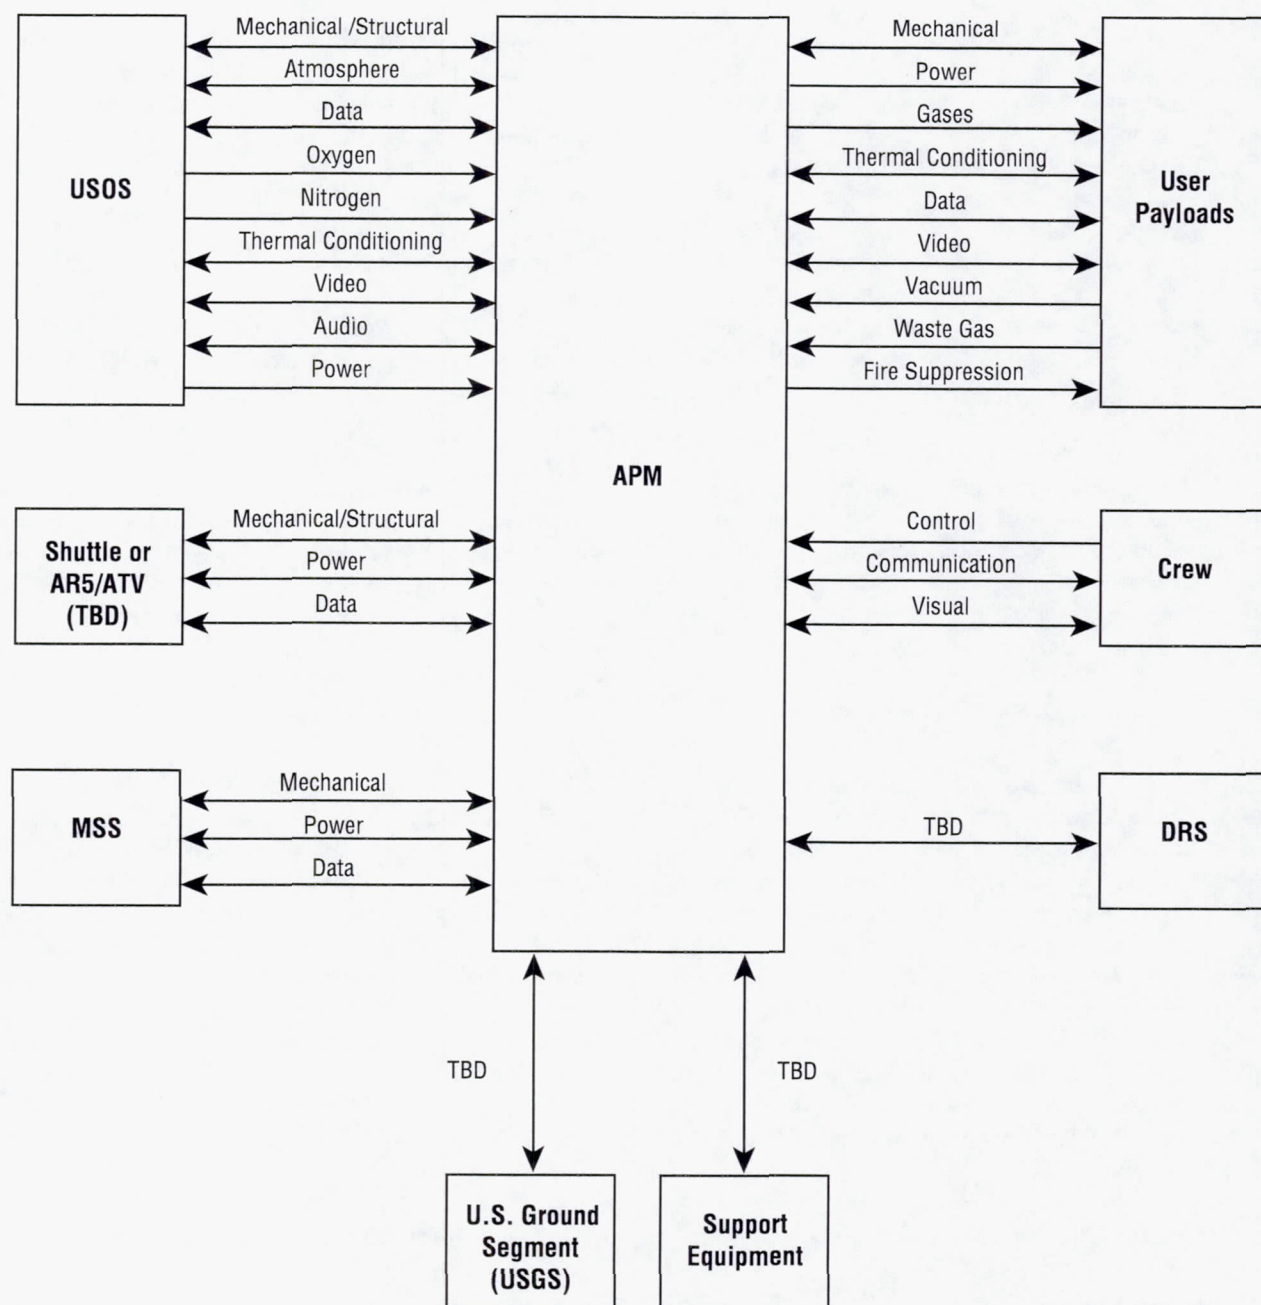 Mechanical /Structural
Atmosphere
Data
Oxygen
Nitrogen
Thermal Conditioning
Video
Audio
Power
USOS
APM
Mechanical
Power
Gases
Thermal Conditioning
Data
Video
Vacuum
Waste Gas
Fire Suppression
User
Payloads
Shuttle or
AR5/ATV
(TBD)
Mechanical/Structural
Power
Data
Control
Communication
Visual
Crew
MSS
Mechanical
Power
Data
TBD
DRS
TBD
TBD
U.S. Ground
Segment
(USGS)
Support
Equipment